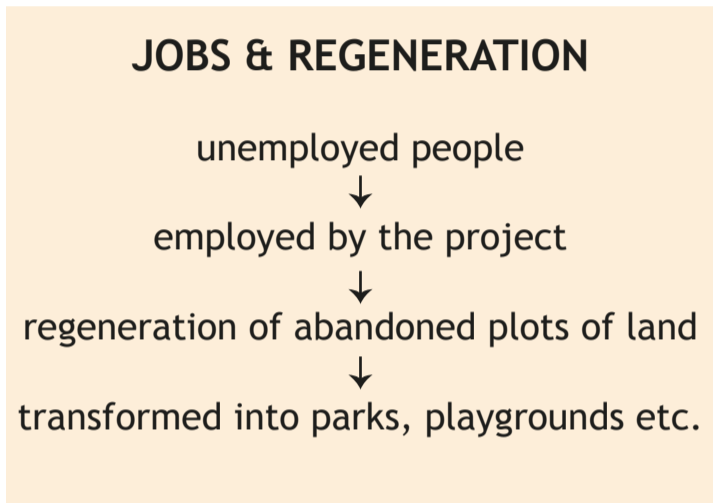 JOBS & REGENERATION
unemployed people
↓
employed by the project
↓
regeneration of abandoned plots of land
↓
transformed into parks, playgrounds etc.